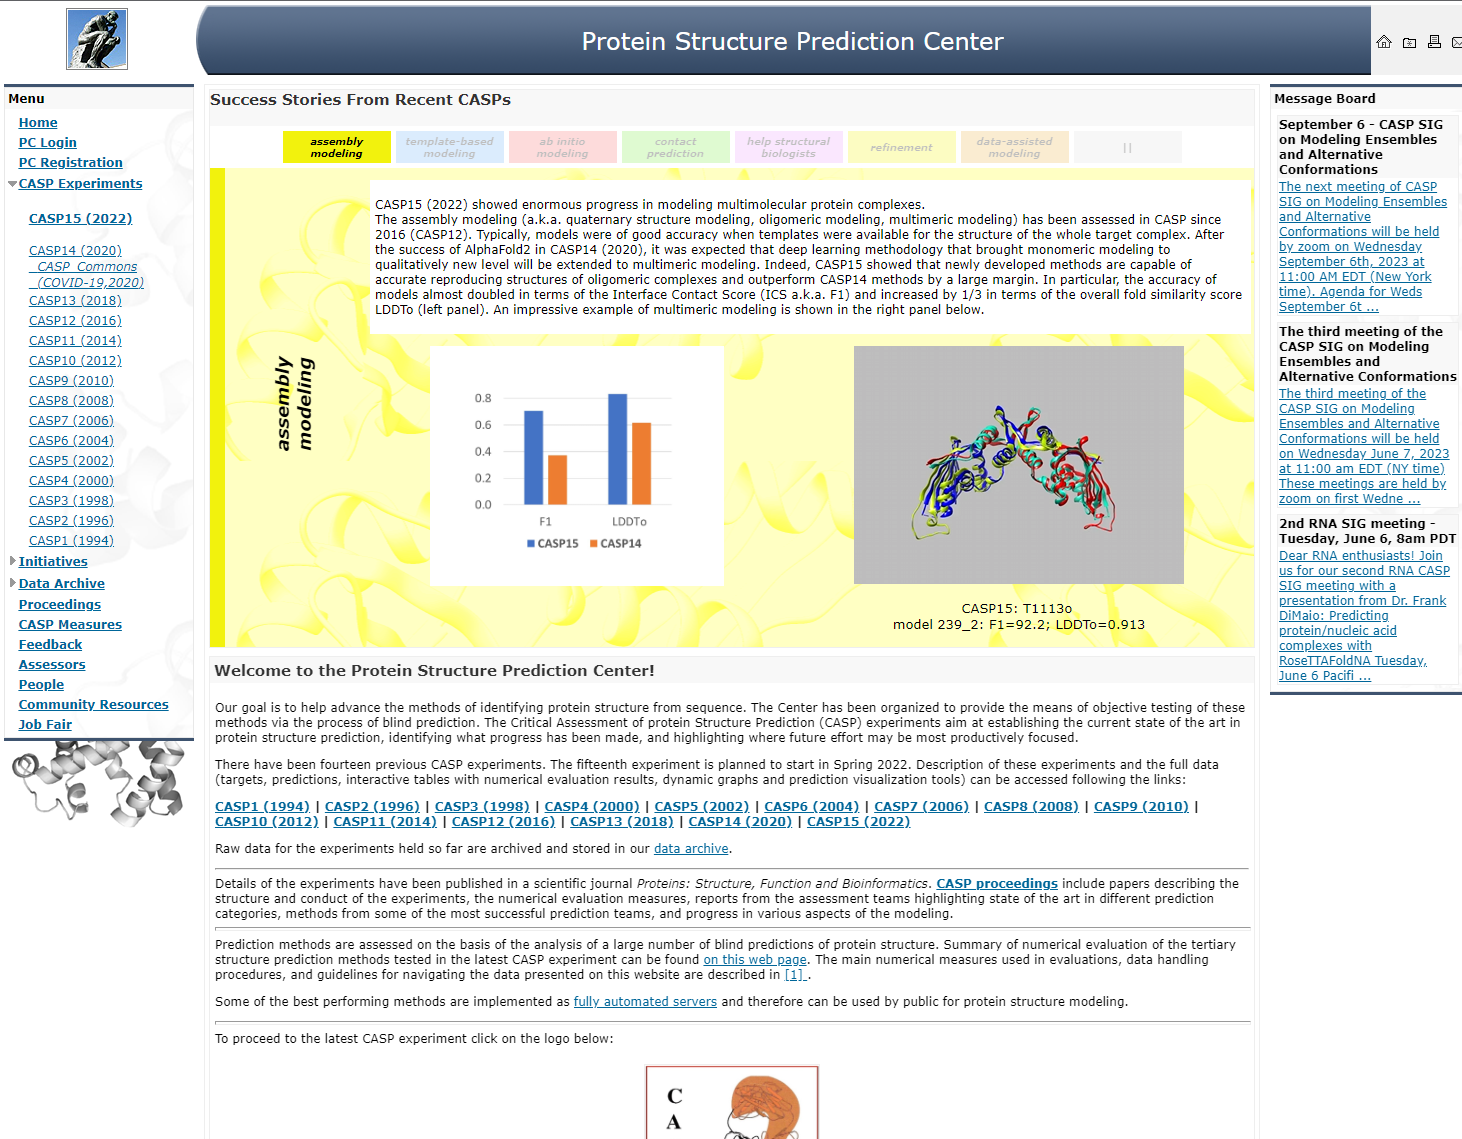 Protein Structure Prediction Center
Menu
Home
PC Login
PC Registration
CASP Experiments
CASP15 (2022)
CASP14 (2020)
CASP_Commons
(COVID-19,2020)
CASP13 (2018)
CASP12 (2016)
CASP11 (2014)
CASP10 (2012)
CASP9 (2010)
CASP8 (2008)
CASP7 (2006)
CASP6 (2004)
CASP5 (2002)
CASP4 (2000)
CASP3 (1998)
CASP2 (1996)
CASP1 (1994)
Initiatives
Data Archive
Proceedings
CASP Measures
Feedback
Assessors
People
Community Resources
Job Fair
Success Stories From Recent CASPs
assembly
modeling
template-based
modeling
ab initio
modeling
contact
prediction
help structural
biologists
refinement
data-assisted
modeling
CASP15 (2022) showed enormous progress in modeling multimolecular protein complexes.
The assembly modeling (a.k.a. quaternary structure modeling, oligomeric modeling, multimeric modeling) has been assessed in CASP since
2016 (CASP12). Typically, models were of good accuracy when templates were available for the structure of the whole target complex. After
the success of AlphaFold2 in CASP14 (2020), it was expected that deep learning methodology that brought monomeric modeling to
qualitatively new level will be extended to multimeric modeling. Indeed, CASP15 showed that newly developed methods are capable of
accurate reproducing structures of oligomeric complexes and outperform CASP14 methods by a large margin. In particular, the accuracy of
models almost doubled in terms of the Interface Contact Score (ICS a.k.a. F1) and increased by 1/3 in terms of the overall fold similarity score
LDDTo (left panel). An impressive example of multimeric modeling is shown in the right panel below.
assembly
modeling
0.8
0.6
0.4
0.2
0.0
F1 LDDTo
CASP15 CASP14
CASP15: T1113o
model 239_2: F1=92.2; LDDTo=0.913
Welcome to the Protein Structure Prediction Center!
Our goal is to help advance the methods of identifying protein structure from sequence. The Center has been organized to provide the means of objective testing of these
methods via the process of blind prediction. The Critical Assessment of protein Structure Prediction (CASP) experiments aim at establishing the current state of the art in
protein structure prediction, identifying what progress has been made, and highlighting where future effort may be most productively focused.
There have been fourteen previous CASP experiments. The fifteenth experiment is planned to start in Spring 2022. Description of these experiments and the full data
(targets, predictions, interactive tables with numerical evaluation results, dynamic graphs and prediction visualization tools) can be accessed following the links:
CASP1 (1994) | CASP2 (1996) | CASP3 (1998) | CASP4 (2000) | CASP5 (2002) | CASP6 (2004) | CASP7 (2006) | CASP8 (2008) | CASP9 (2010) |
CASP10 (2012) | CASP11 (2014) | CASP12 (2016) | CASP13 (2018) | CASP14 (2020) | CASP15 (2022)
Raw data for the experiments held so far are archived and stored in our data archive.
Details of the experiments have been published in a scientific journal Proteins: Structure, Function and Bioinformatics. CASP proceedings include papers describing the
structure and conduct of the experiments, the numerical evaluation measures, reports from the assessment teams highlighting state of the art in different prediction
categories, methods from some of the most successful prediction teams, and progress in various aspects of the modeling.
Prediction methods are assessed on the basis of the analysis of a large number of blind predictions of protein structure. Summary of numerical evaluation of the tertiary
structure prediction methods tested in the latest CASP experiment can be found on this web page. The main numerical measures used in evaluations, data handling
procedures, and guidelines for navigating the data presented on this website are described in [1] .
Some of the best performing methods are implemented as fully automated servers and therefore can be used by public for protein structure modeling.
To proceed to the latest CASP experiment click on the logo below:
C
A
Message Board
September 6 - CASP SIG
on Modeling Ensembles
and Alternative
Conformations
The next meeting of CASP
SIG on Modeling Ensembles
and Alternative
Conformations will be held
by zoom on Wednesday
September 6th, 2023 at
11:00 AM EDT (New York
time). Agenda for Weds
September 6t ...
The third meeting of the
CASP SIG on Modeling
Ensembles and
Alternative Conformations
The third meeting of the
CASP SIG on Modeling
Ensembles and Alternative
Conformations will be held
on Wednesday June 7, 2023
at 11:00 am EDT (NY time)
These meetings are held by
zoom on first Wedne ...
2nd RNA SIG meeting -
Tuesday, June 6, 8am PDT
Dear RNA enthusiasts! Join
us for our second RNA CASP
SIG meeting with a
presentation from Dr. Frank
DiMaio: Predicting
protein/nucleic acid
complexes with
RoseTTAFoldNA Tuesday,
June 6 Pacifi ...